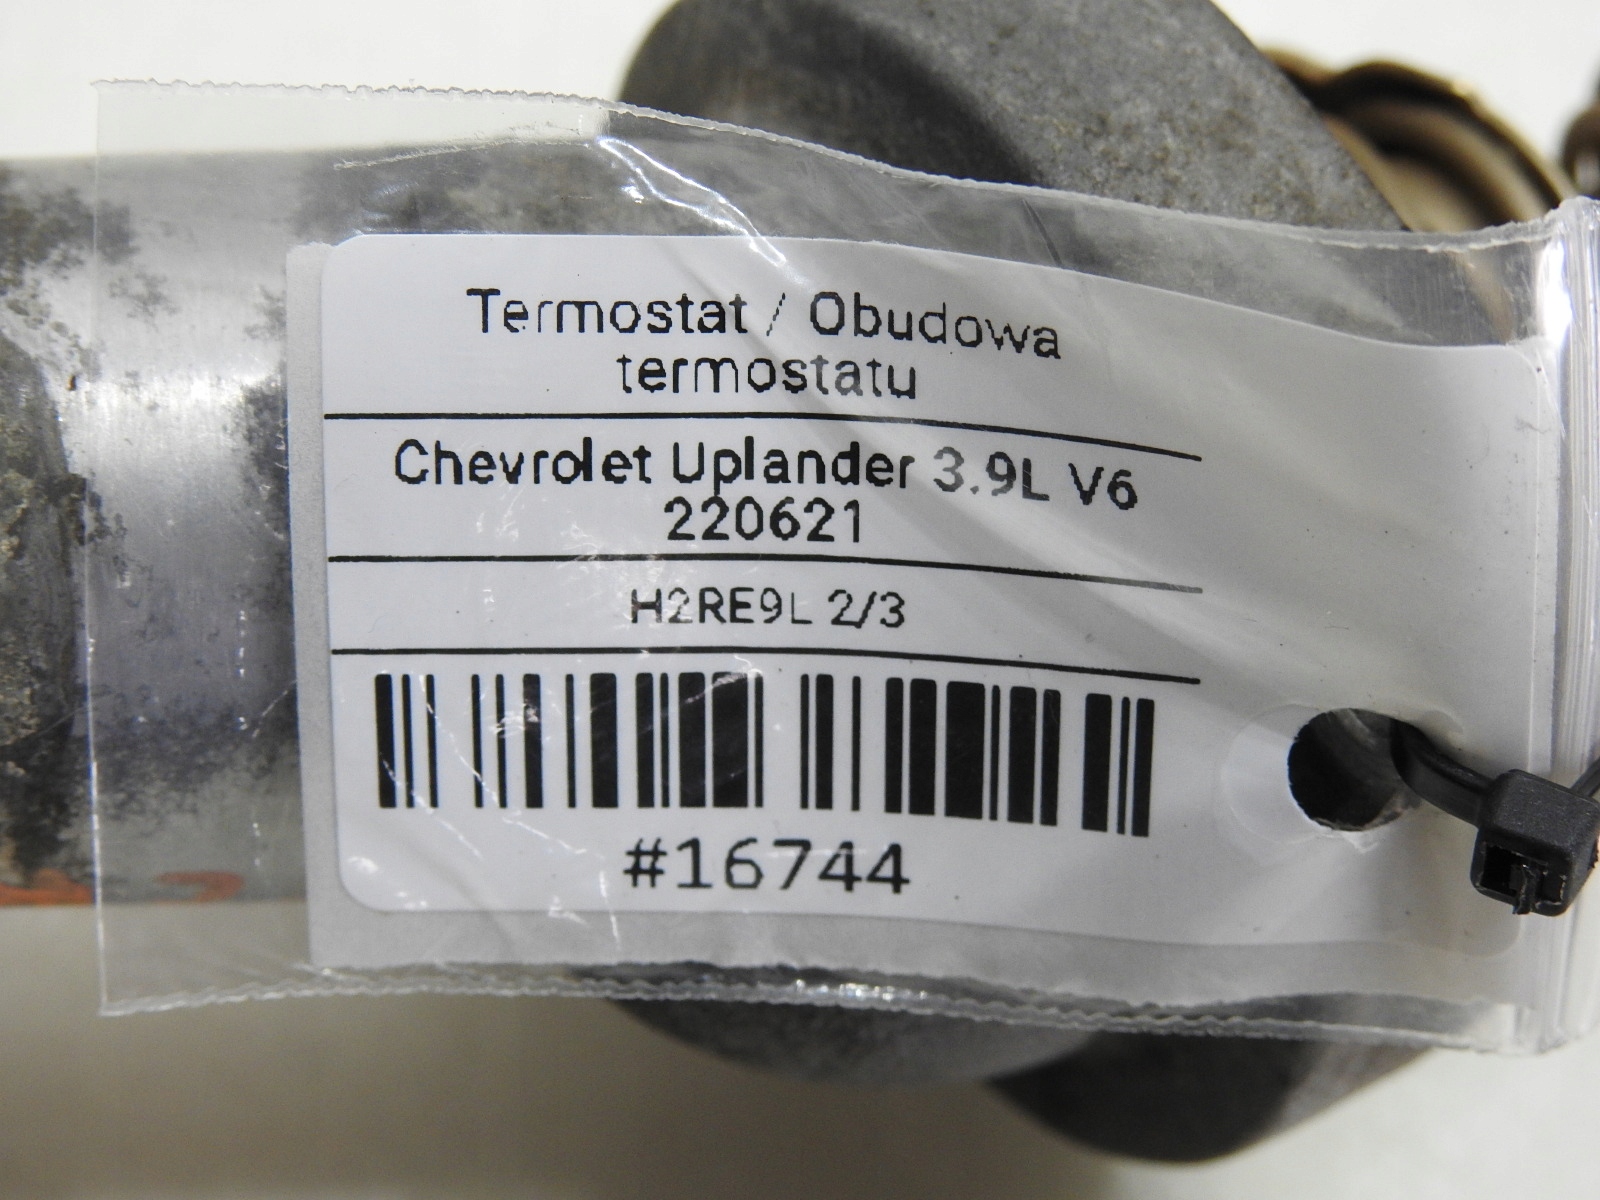 Termostat / Obudowa
termostatu
Chevrolet Uplander 3.9L V6
220621
H2RE9L 2/3
#16744